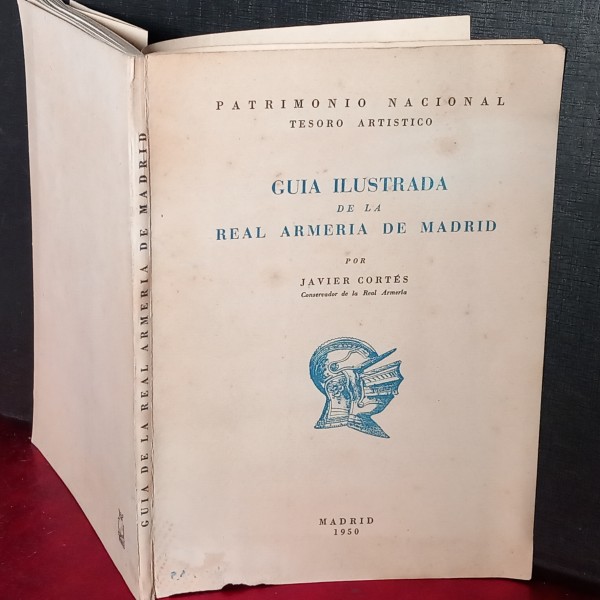 PATRIMONIO NACIONAL
TESORO ARTISTICO
GUIA ILUSTRADA
DE LA
REAL ARMERIA DE MADRID
POR
JAVIER CORTÉS
Conservador de la Real Armería
MADRID
1950
GUIA DE LA REAL ARMERIA DE MADRID